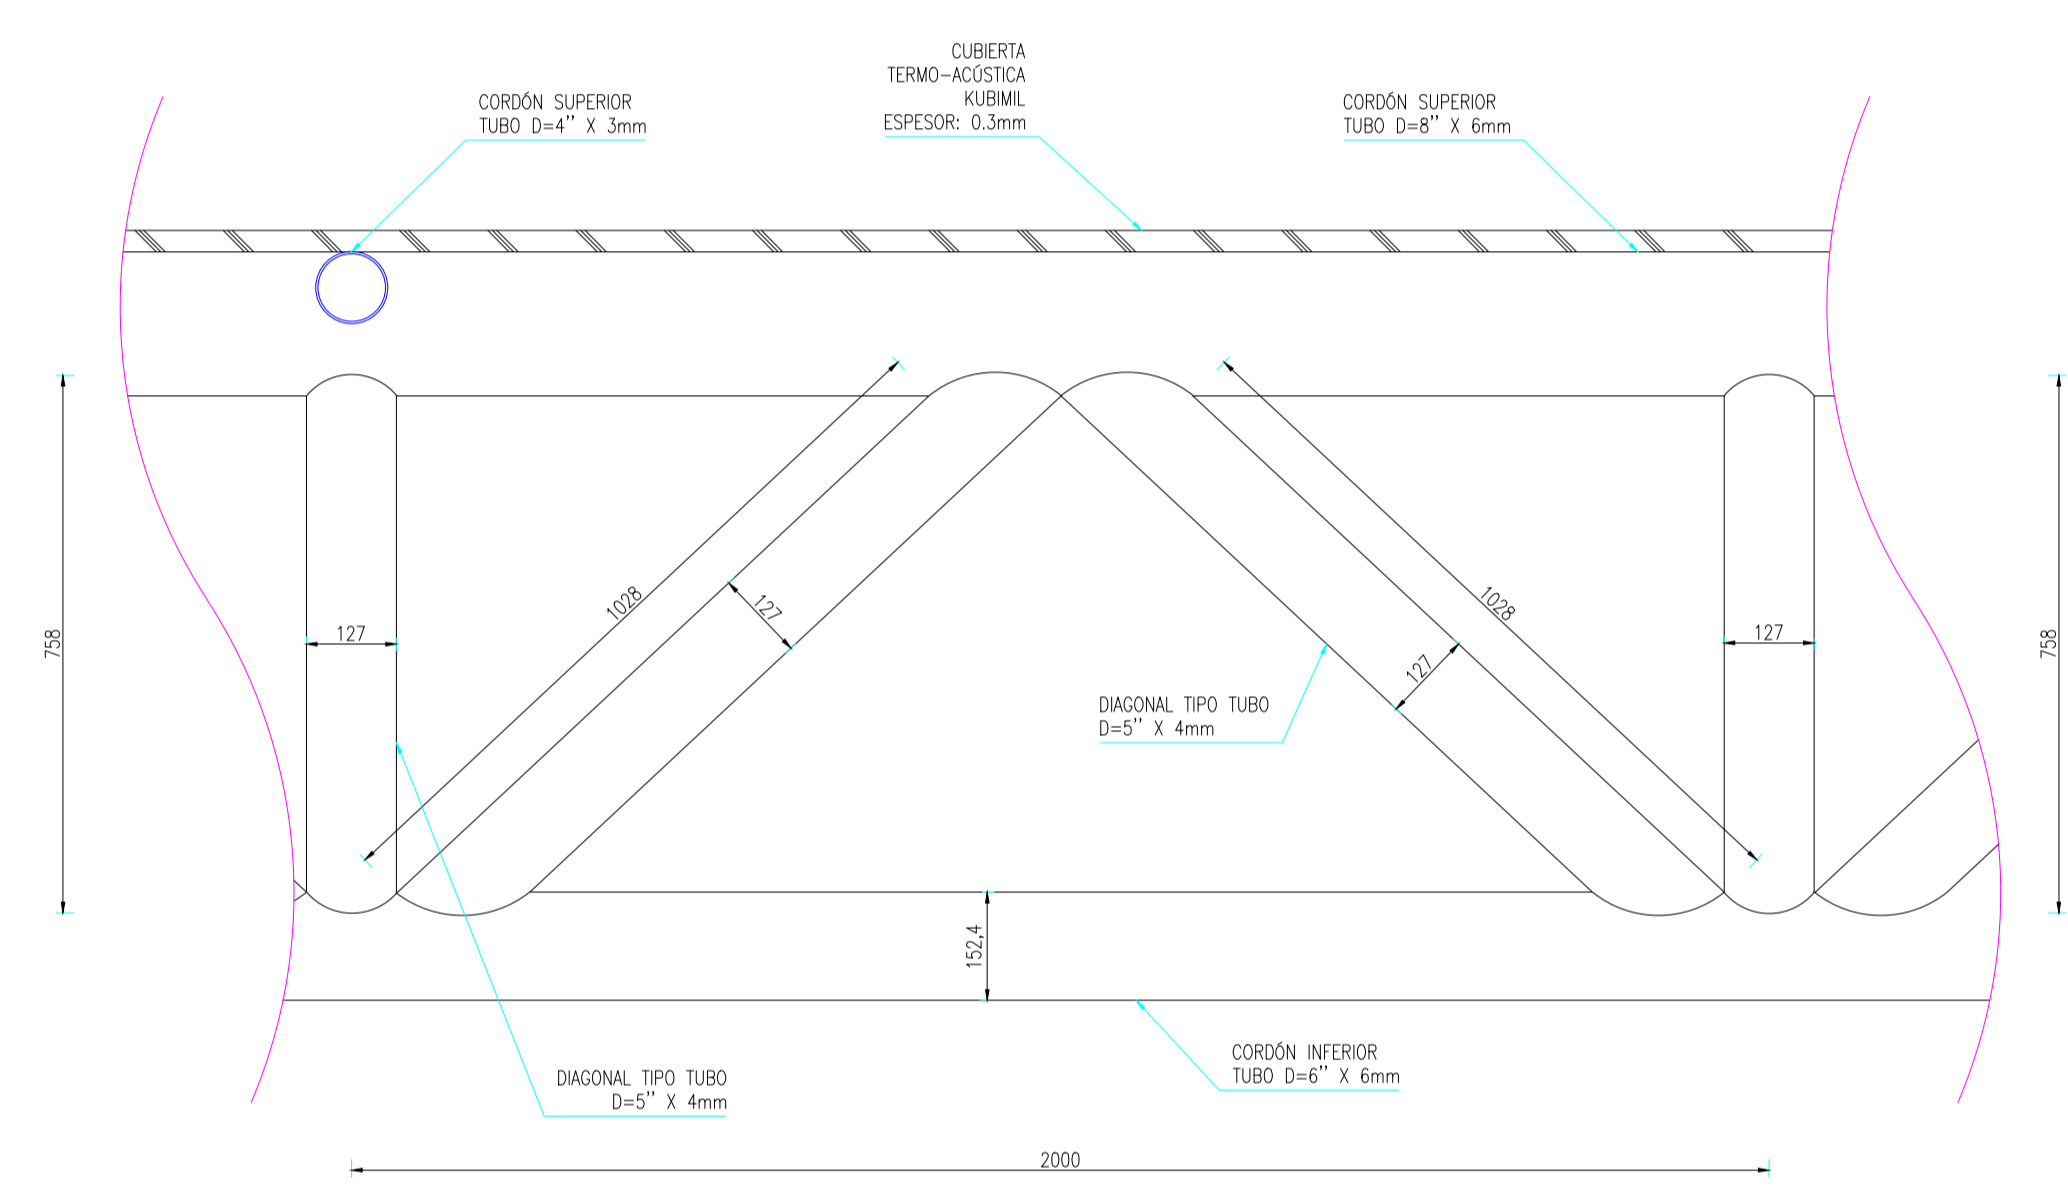 CUBIERTA
TERMO-ACÚSTICA
KUBIMIL
ESPESOR: 0.3mm
CORDÓN SUPERIOR
TUBO D=4'' X 3mm
CORDÓN SUPERIOR
TUBO D=8'' X 6mm
1028
1028
127
127
758
127
127
758
DIAGONAL TIPO TUBO
D=5'' X 4mm
152,4
CORDÓN INFERIOR
TUBO D=6'' X 6mm
DIAGONAL TIPO TUBO
D=5'' X 4mm
2000